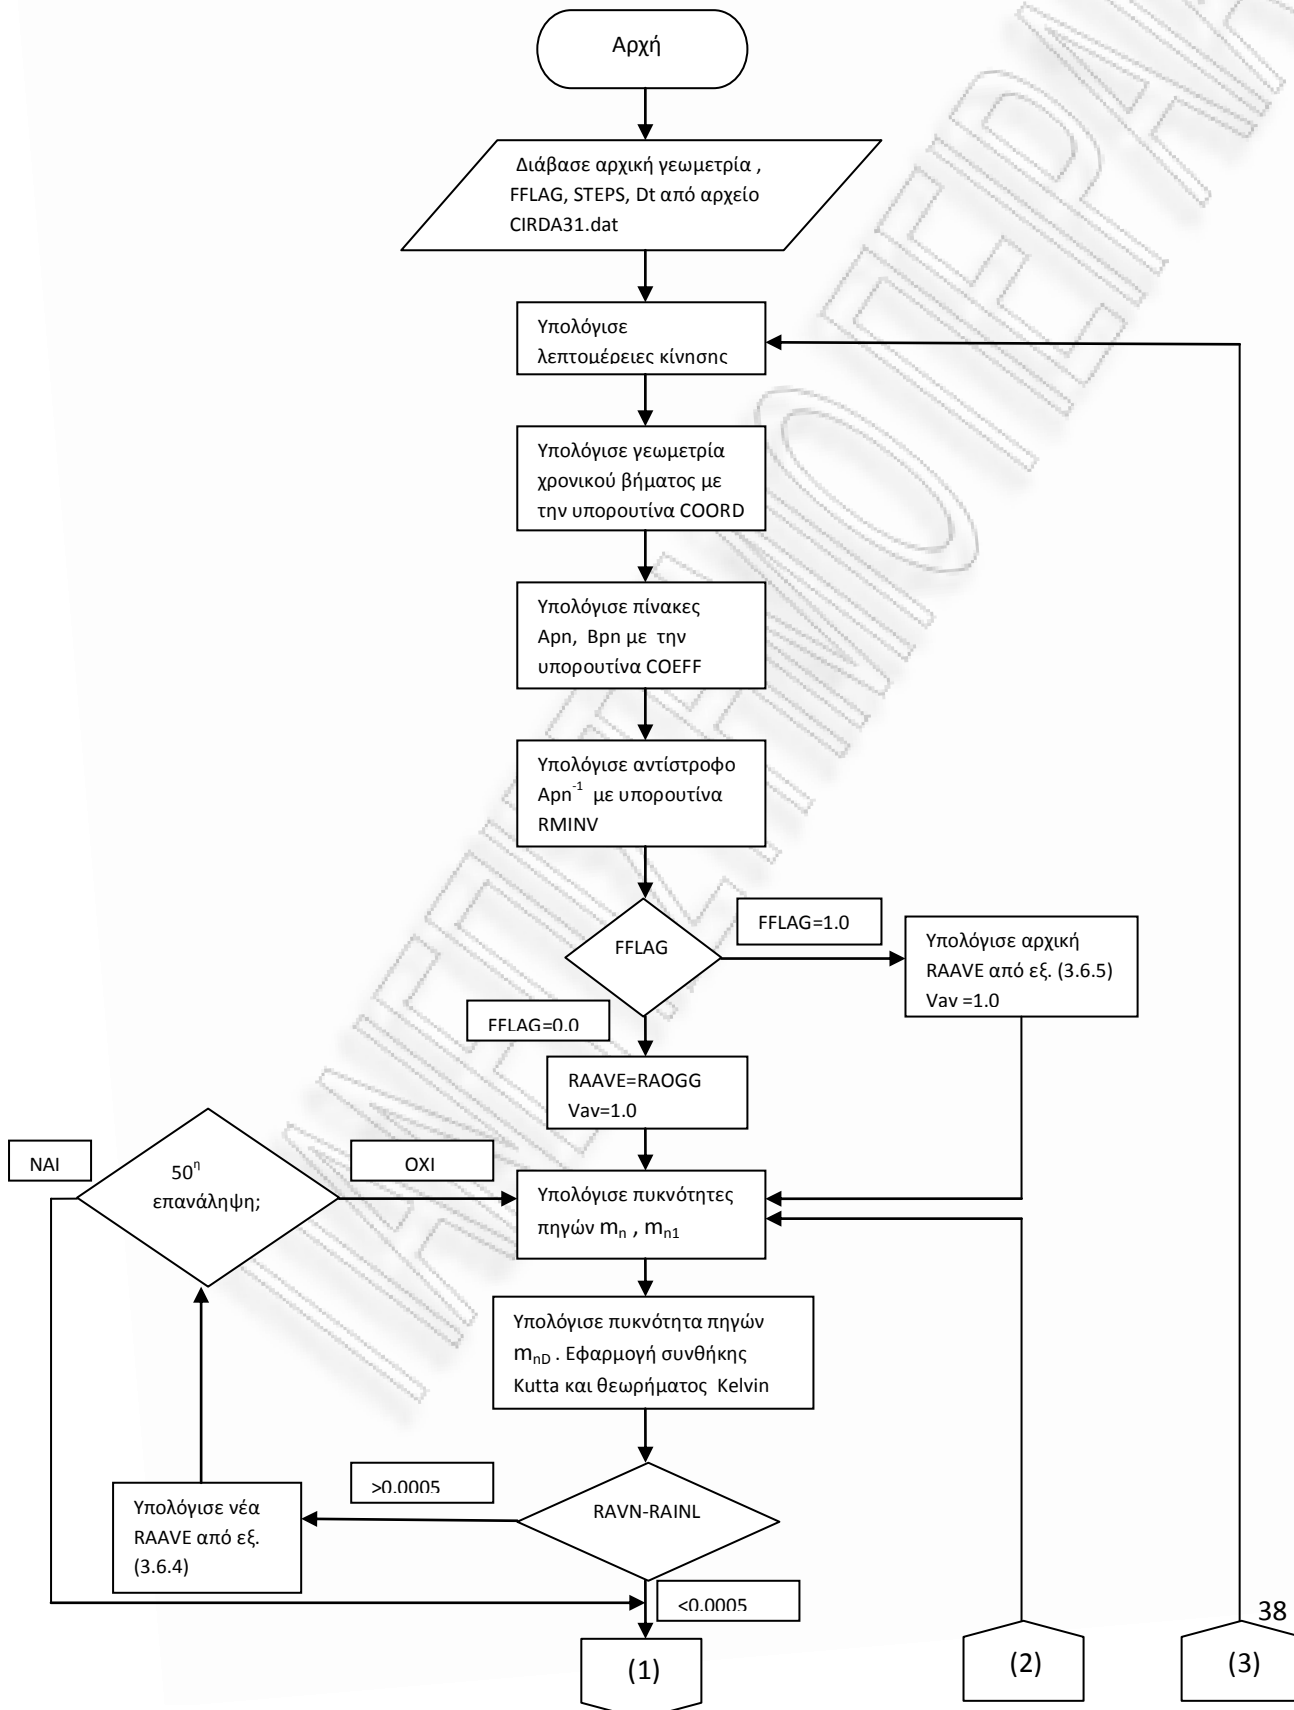 Αρχή
Διάβασε αρχική γεωμετρία ,
FFLAG, STEPS, Dt από αρχείο
CIRDA31.dat
Υπολόγισε
λεπτομέρειες κίνησης
Υπολόγισε γεωμετρία
χρονικού βήματος με
την υπορουτίνα COORD
Υπολόγισε πίνακες
Apn, Bpn με την
υπορουτίνα COEFF
Υπολόγισε αντίστροφο
Apn⁻¹ με υπορουτίνα
RMINV
FFLAG
FFLAG=1.0
Υπολόγισε αρχική
RAAVE από εξ. (3.6.5)
Vav =1.0
FFLAG=0.0
RAAVE=RAOGG
Vav=1.0
ΝΑΙ
50η
επανάληψη;
ΟΧΙ
Υπολόγισε πυκνότητες
πηγών mn , mn1
Υπολόγισε πυκνότητα πηγών
mnD . Εφαρμογή συνθήκης
Kutta και θεωρήματος Kelvin
>0.0005
RAVN-RAINL
Υπολόγισε νέα
RAAVE από εξ.
(3.6.4)
<0.0005
38
(1)
(2)
(3)
ΠΑΝΕΠΙΣΤΗΜΙΟ ΠΕΙΡΑΙΑ